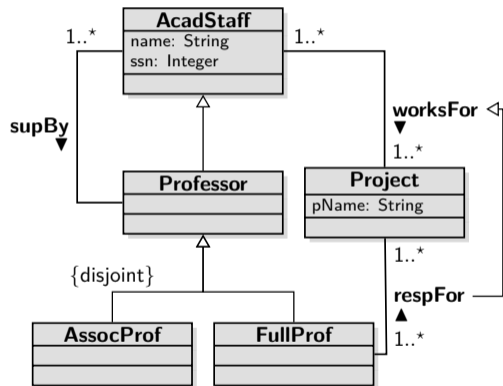 AcadStaff
name: String
ssn: Integer
1..*
1..*
supBy
worksFor
1..*
Professor
Project
pName: String
{disjoint}
1..*
respFor
1..*
AssocProf
FullProf